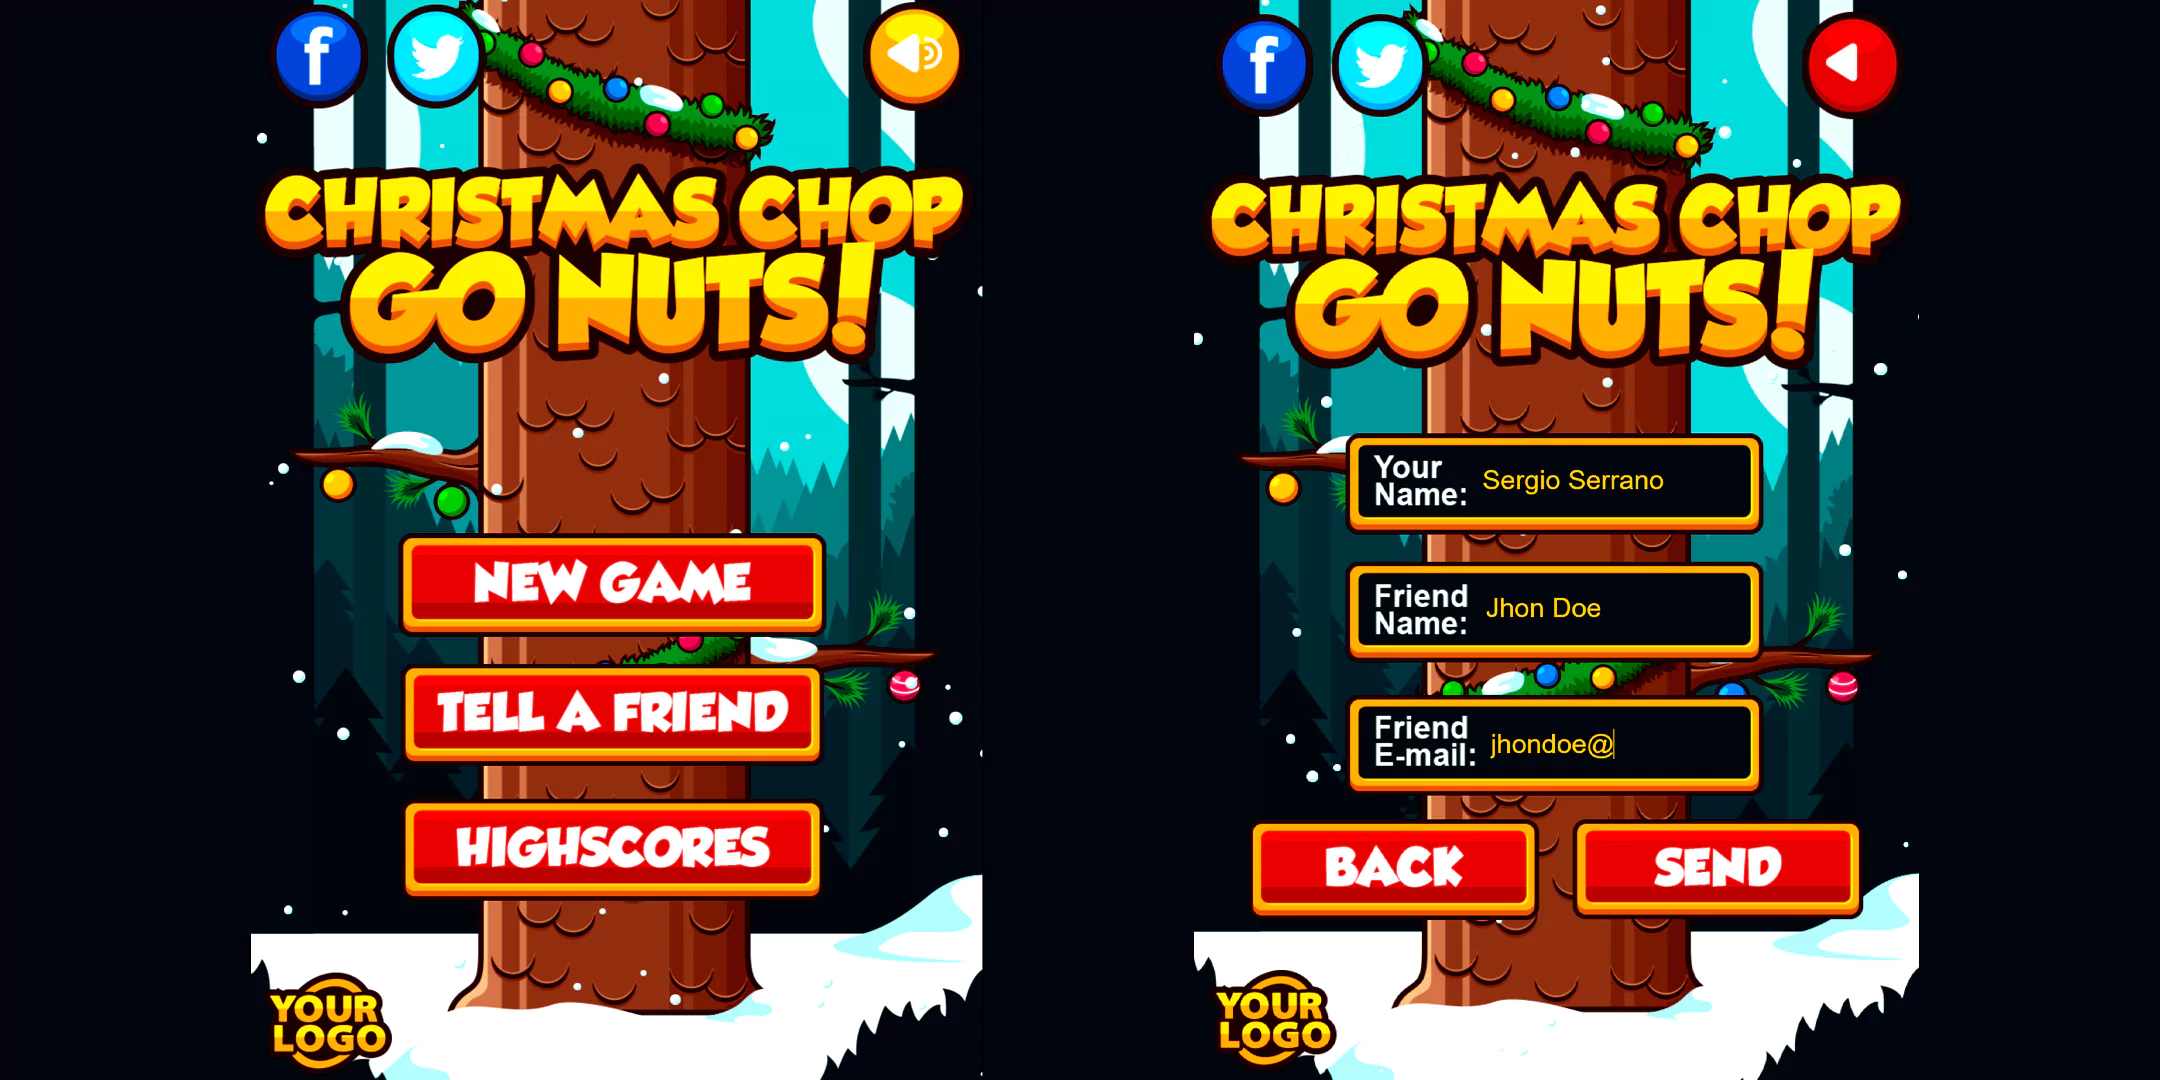 f
CHRISTMAS CHOP
GO NUTS!
NEW GAME
TELL A FRIEND
HIGHSCORES
YOUR
LOGO
f
CHRISTMAS CHOP
GO NUTS!
Your
Name: Sergio Serrano
Friend
Name: Jhon Doe
Friend
E-mail: jhondoe@
BACK
SEND
YOUR
LOGO